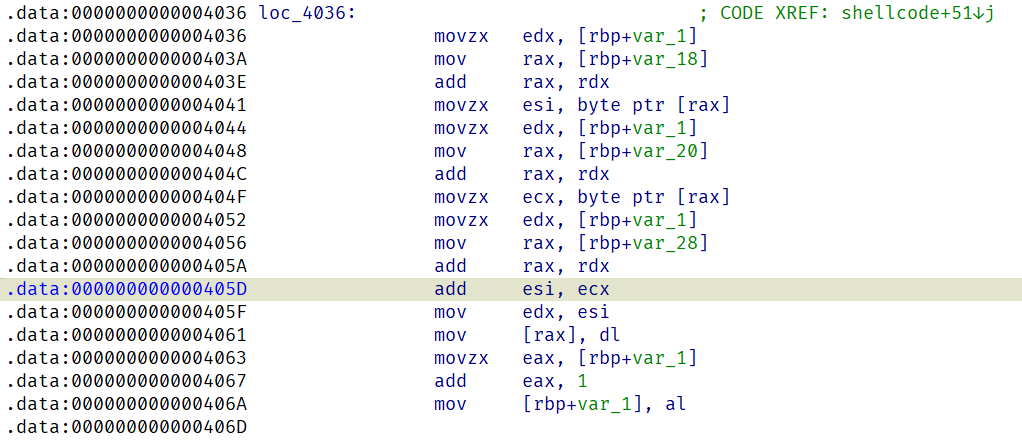 .data:0000000000004036 loc_4036: ; CODE XREF: shellcode+51↓j
.data:0000000000004036 movzx edx, [rbp+var_1]
.data:000000000000403A mov rax, [rbp+var_18]
.data:000000000000403E add rax, rdx
.data:0000000000004041 movzx esi, byte ptr [rax]
.data:0000000000004044 movzx edx, [rbp+var_1]
.data:0000000000004048 mov rax, [rbp+var_20]
.data:000000000000404C add rax, rdx
.data:000000000000404F movzx ecx, byte ptr [rax]
.data:0000000000004052 movzx edx, [rbp+var_1]
.data:0000000000004056 mov rax, [rbp+var_28]
.data:000000000000405A add rax, rdx
.data:000000000000405D add esi, ecx
.data:000000000000405F mov edx, esi
.data:0000000000004061 mov [rax], dl
.data:0000000000004063 movzx eax, [rbp+var_1]
.data:0000000000004067 add eax, 1
.data:000000000000406A mov [rbp+var_1], al
.data:000000000000406D